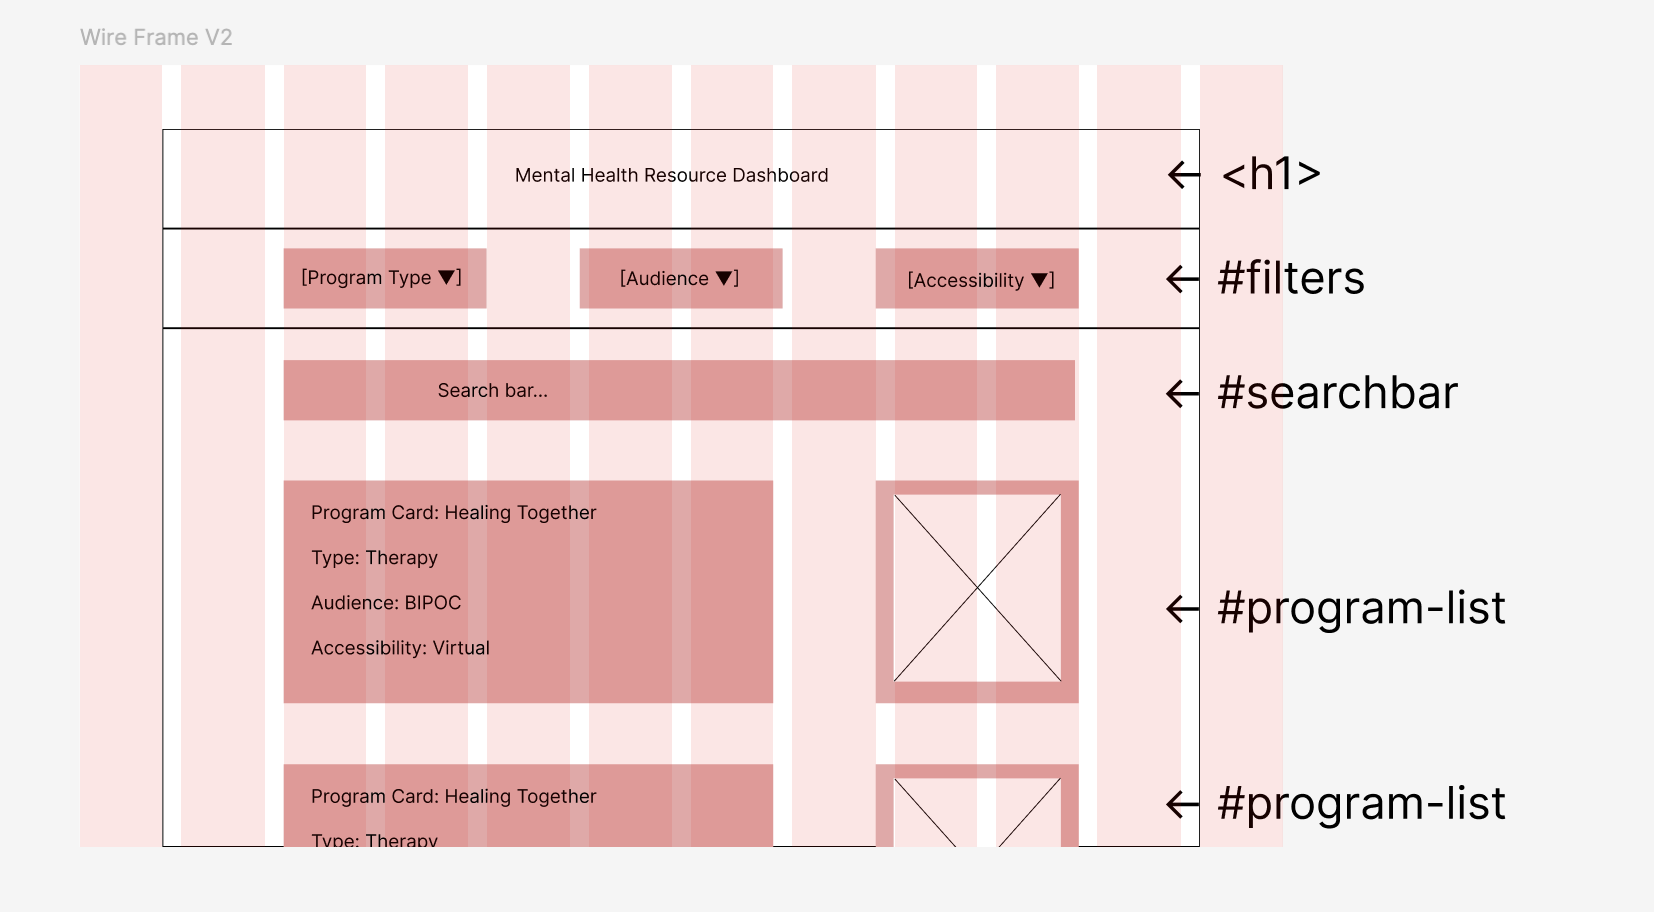 Wire Frame V2
Mental Health Resource Dashboard
<h1>
[Program Type ▼]
[Audience ▼]
[Accessibility ▼]
#filters
Search bar...
#searchbar
Program Card: Healing Together
Type: Therapy
Audience: BIPOC
Accessibility: Virtual
#program-list
Program Card: Healing Together
Type: Therapy
#program-list